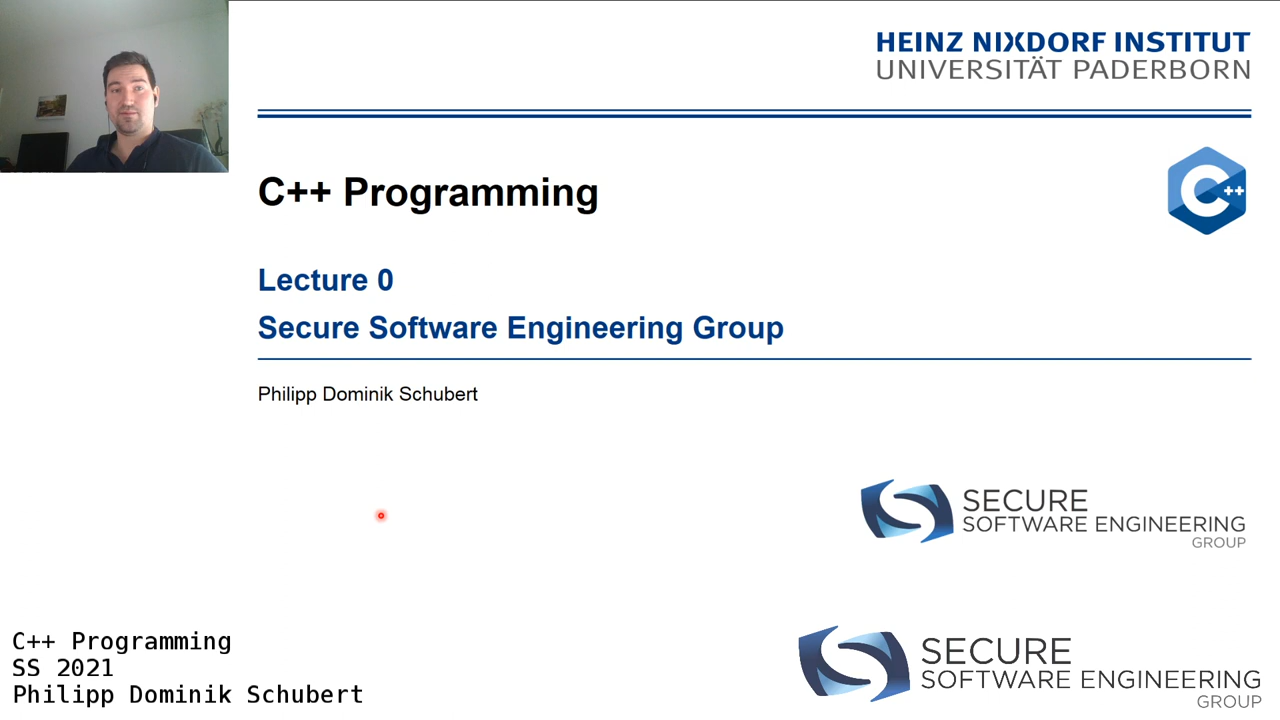 HEINZ NIXDORF INSTITUT
UNIVERSITÄT PADERBORN
C++ Programming
C++
Lecture 0
Secure Software Engineering Group
Philipp Dominik Schubert
SECURE
SOFTWARE ENGINEERING
GROUP
C++ Programming
SS 2021
Philipp Dominik Schubert
SECURE
SOFTWARE ENGINEERING
GROUP